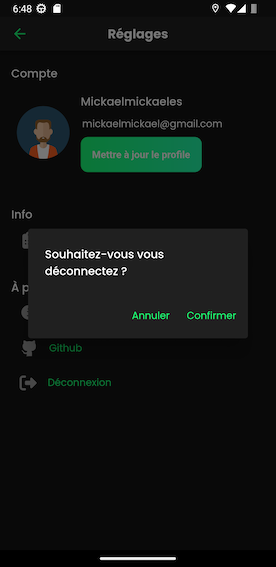 6:48
Réglages
Compte
Mickaelmickaeles
mickaelmickael@gmail.com
Mettre à jour le profile
Info
Souhaitez-vous vous
déconnectez ?
Annuler
Confirmer
À p
Github
Déconnexion